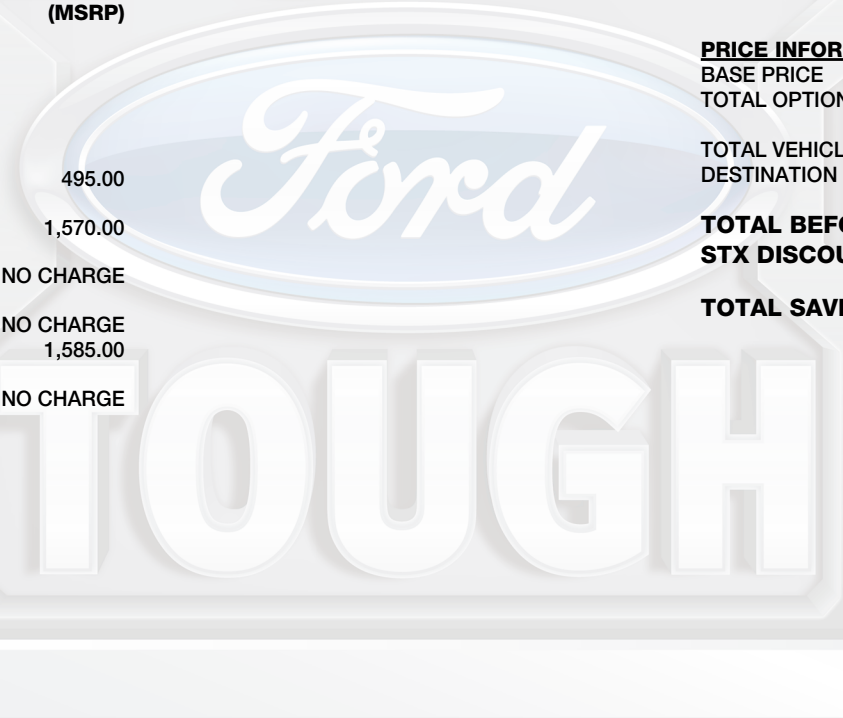 (MSRP)
495.00
1,570.00
NO CHARGE
NO CHARGE
1,585.00
NO CHARGE
PRICE INFOR
BASE PRICE
TOTAL OPTION
TOTAL VEHICL
DESTINATION
TOTAL BEFO
STX DISCOU
TOTAL SAVI
Ford
TOUGH